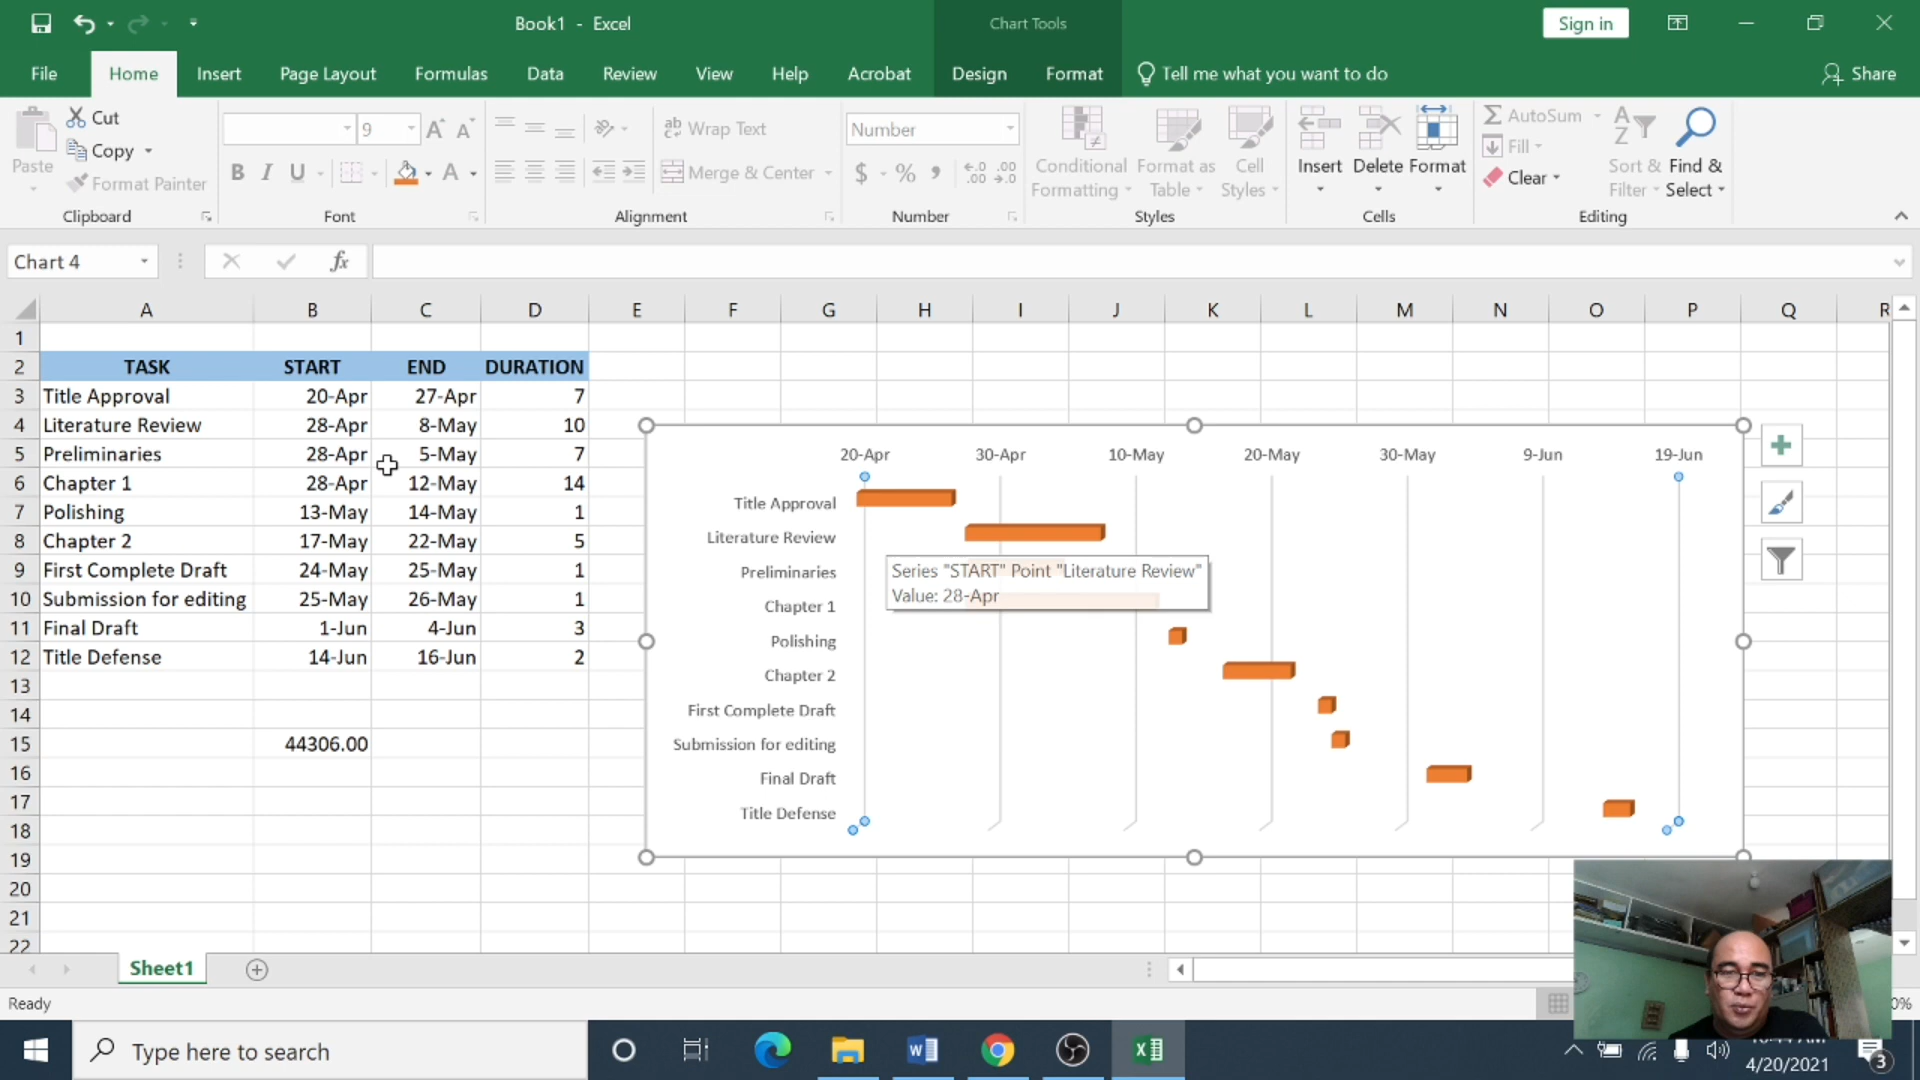 Book1 - Excel
Chart Tools
Sign in
File Home Insert Page Layout Formulas Data Review View Help Acrobat Design Format Tell me what you want to do Share
Paste
Cut
Copy
Format Painter
Clipboard
9
B I U
Font
Wrap Text
Merge & Center
Alignment
Number
$ % ,
Number
Conditional Formatting
Format as Table
Cell Styles
Styles
Insert Delete Format
Cells
AutoSum
Fill
Clear
Sort & Filter
Find & Select
Editing
Chart 4
fx
A B C D E F G H I J K L M N O P Q R
1
2 TASK START END DURATION
3 Title Approval 20-Apr 27-Apr 7
4 Literature Review 28-Apr 8-May 10
5 Preliminaries 28-Apr 5-May 7
6 Chapter 1 28-Apr 12-May 14
7 Polishing 13-May 14-May 1
8 Chapter 2 17-May 22-May 5
9 First Complete Draft 24-May 25-May 1
10 Submission for editing 25-May 26-May 1
11 Final Draft 1-Jun 4-Jun 3
12 Title Defense 14-Jun 16-Jun 2
13
14
15 44306.00
16
17
18
19
20
21
22
20-Apr 30-Apr 10-May 20-May 30-May 9-Jun 19-Jun
Title Approval
Literature Review
Preliminaries
Chapter 1
Polishing
Chapter 2
First Complete Draft
Submission for editing
Final Draft
Title Defense
Series "START" Point "Literature Review"
Value: 28-Apr
Sheet1
Ready
Type here to search
4/20/2021
3